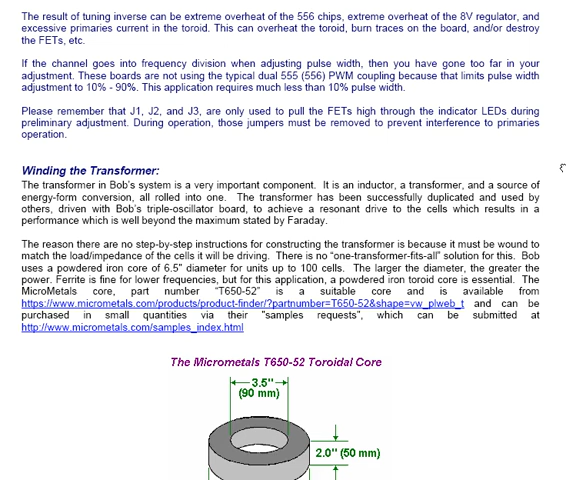 The result of tuning inverse can be extreme overheat of the 556 chips, extreme overheat of the 8V regulator, and
excessive primaries current in the toroid. This can overheat the toroid, burn traces on the board, and/or destroy
the FETs, etc.
If the channel goes into frequency division when adjusting pulse width, then you have gone too far in your
adjustment. These boards are not using the typical dual 555 (556) PWM coupling because that limits pulse width
adjustment to 10% - 90%. This application requires much less than 10% pulse width.
Please remember that J1, J2, and J3, are only used to pull the FETs high through the indicator LEDs during
preliminary adjustment. During operation, those jumpers must be removed to prevent interference to primaries
operation.
Winding the Transformer:
The transformer in Bob's system is a very important component. It is an inductor, a transformer, and a source of
energy-form conversion, all rolled into one. The transformer has been successfully duplicated and used by
others, driven with Bob's triple-oscillator board, to achieve a resonant drive to the cells which results in a
performance which is well beyond the maximum stated by Faraday.
The reason there are no step-by-step instructions for constructing the transformer is because it must be wound to
match the load/impedance of the cells it will be driving. There is no "one-transformer-fits-all" solution for this. Bob
uses a powdered iron core of 6.5" diameter for units up to 100 cells. The larger the diameter, the greater the
power. Ferrite is fine for lower frequencies, but for this application, a powdered iron toroid core is essential. The
MicroMetals core, part number "T650-52" is a suitable core and is available from
https://www.micrometals.com/products/product-finder/?partnumber=T650-52&shape=vw_plweb_t and can be
purchased in small quantities via their "samples requests", which can be submitted at
http://www.micrometals.com/samples_index.html
The Micrometals T650-52 Toroidal Core
3.5"
(90 mm)
2.0" (50 mm)